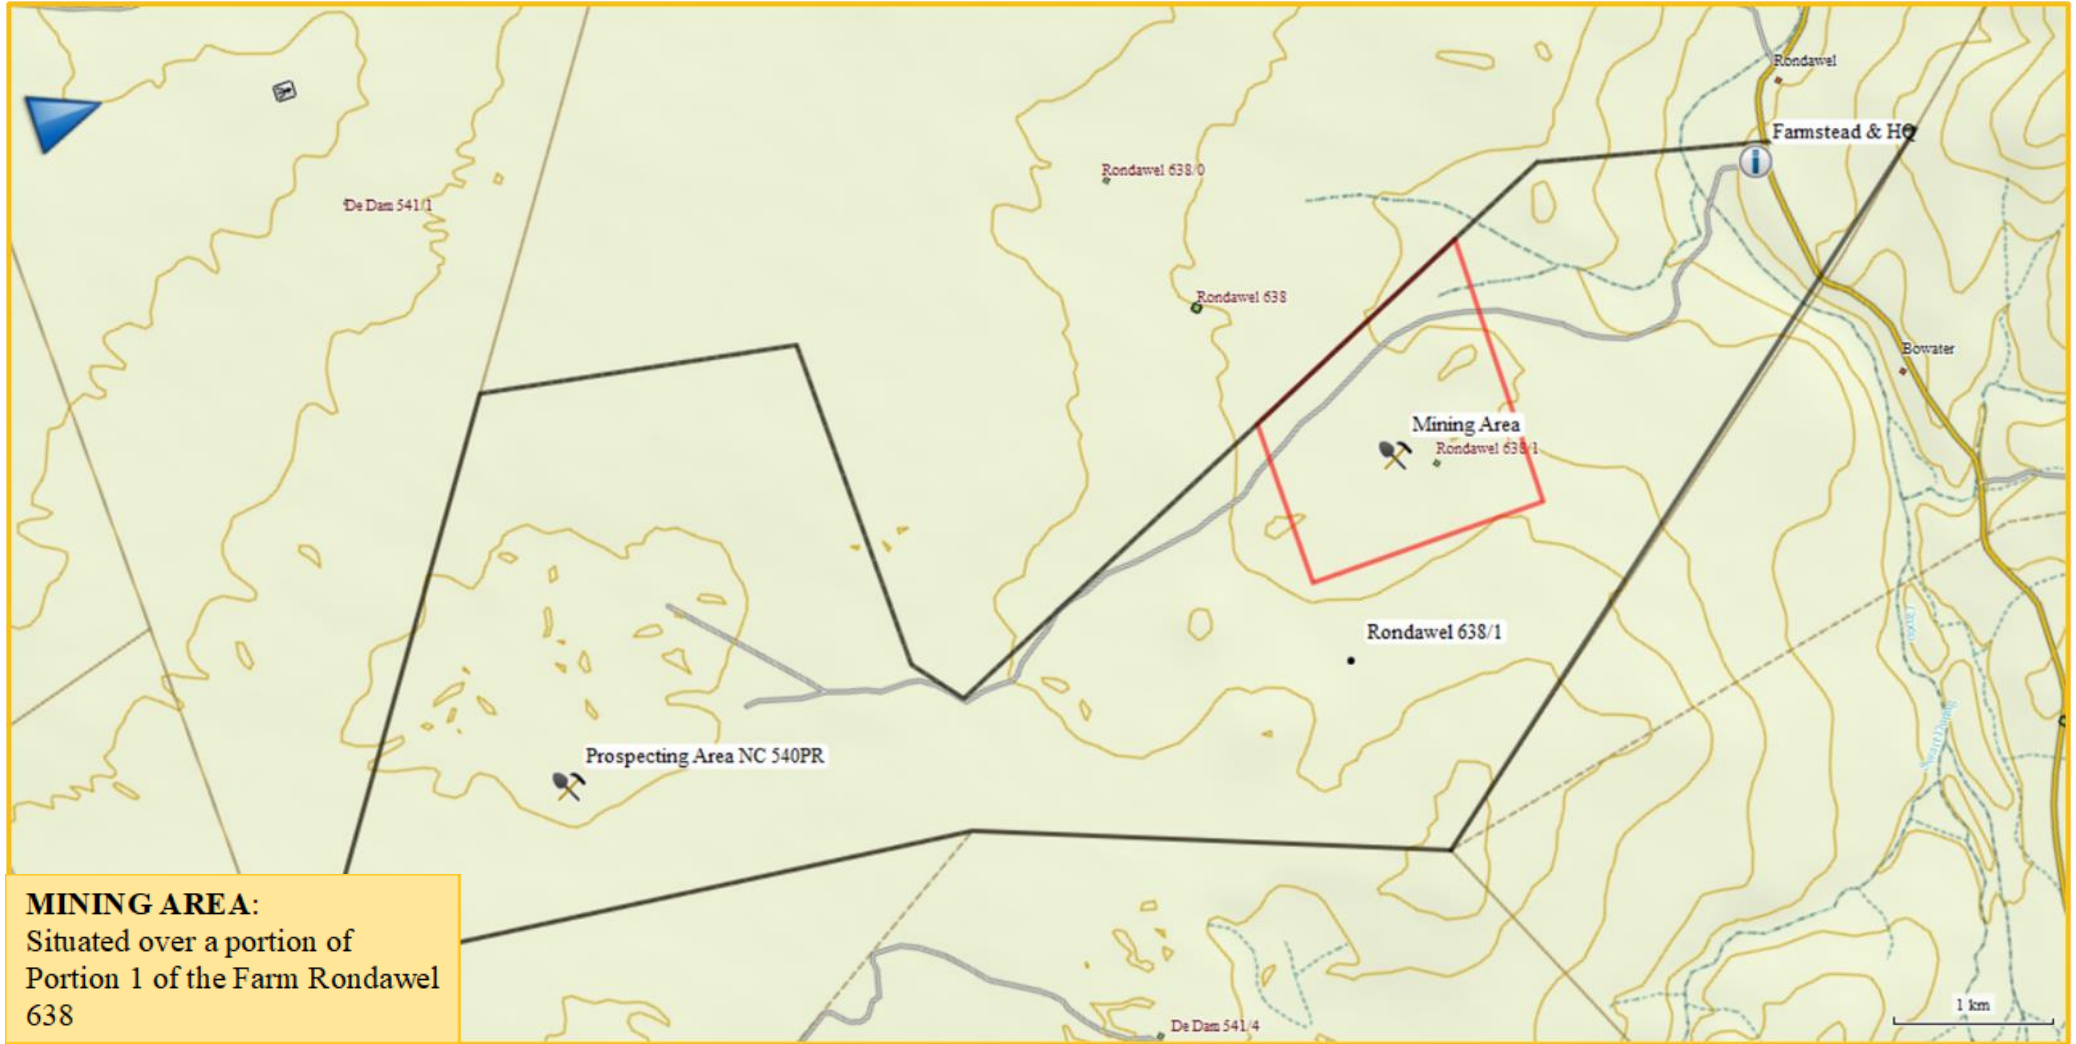 Rondawel
Farmstead & HQ
Rondawel 638/0
De Dam 541/1
Rondawel 638
Bowater
Mining Area
Rondawel 638/1
Rondawel 638/1
Prospecting Area NC 540PR
MINING AREA:
Situated over a portion of
Portion 1 of the Farm Rondawel
638
1 km
De Dam 541/4